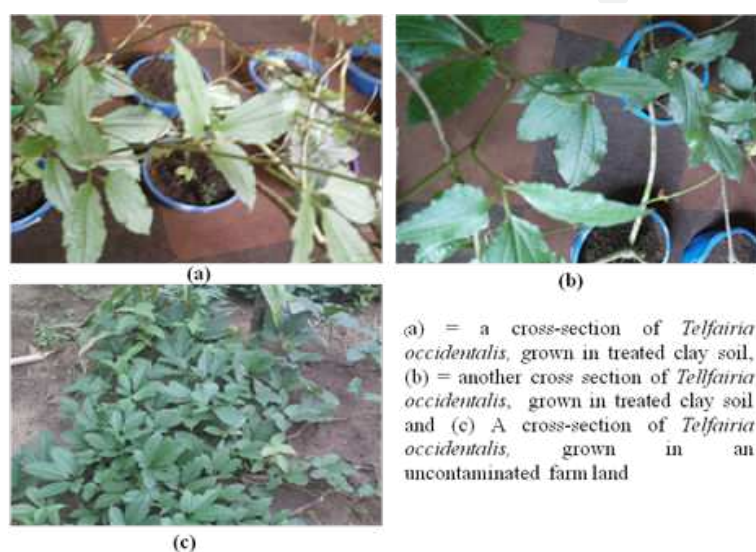 (a)
(b)
(a) = a cross-section of Telfairia
occidentalis, grown in treated clay soil,
(b) = another cross section of Tellfairia
occidentalis, grown in treated clay soil
and (c) A cross-section of Telfairia
occidentalis, grown in an
uncontaminated farm land
(c)